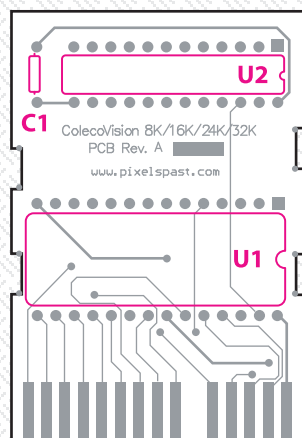 U2
C1
ColecoVision 8K/16K/24K/32K
PCB Rev. A
www.pixelspast.com
U1